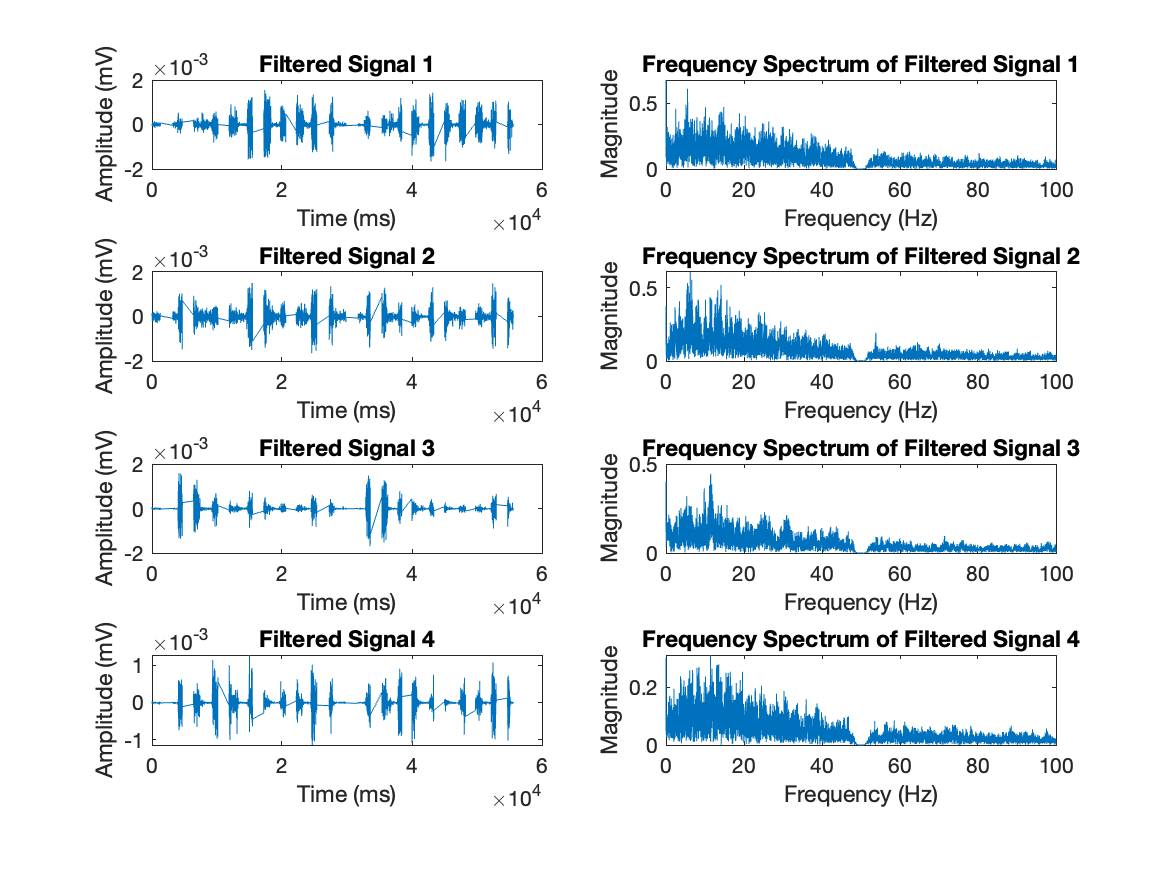 Filtered Signal 1
×10-3
Amplitude (mV)
2
0
-2
0 2 4 6
Time (ms)
×104
Frequency Spectrum of Filtered Signal 1
Magnitude
0.5
0
0 20 40 60 80 100
Frequency (Hz)
Filtered Signal 2
×10-3
Amplitude (mV)
2
0
-2
0 2 4 6
Time (ms)
×104
Frequency Spectrum of Filtered Signal 2
Magnitude
0.5
0
0 20 40 60 80 100
Frequency (Hz)
Filtered Signal 3
×10-3
Amplitude (mV)
2
0
-2
0 2 4 6
Time (ms)
×104
Frequency Spectrum of Filtered Signal 3
Magnitude
0.5
0
0 20 40 60 80 100
Frequency (Hz)
Filtered Signal 4
×10-3
Amplitude (mV)
1
0
-1
0 2 4 6
Time (ms)
×104
Frequency Spectrum of Filtered Signal 4
Magnitude
0.2
0
0 20 40 60 80 100
Frequency (Hz)